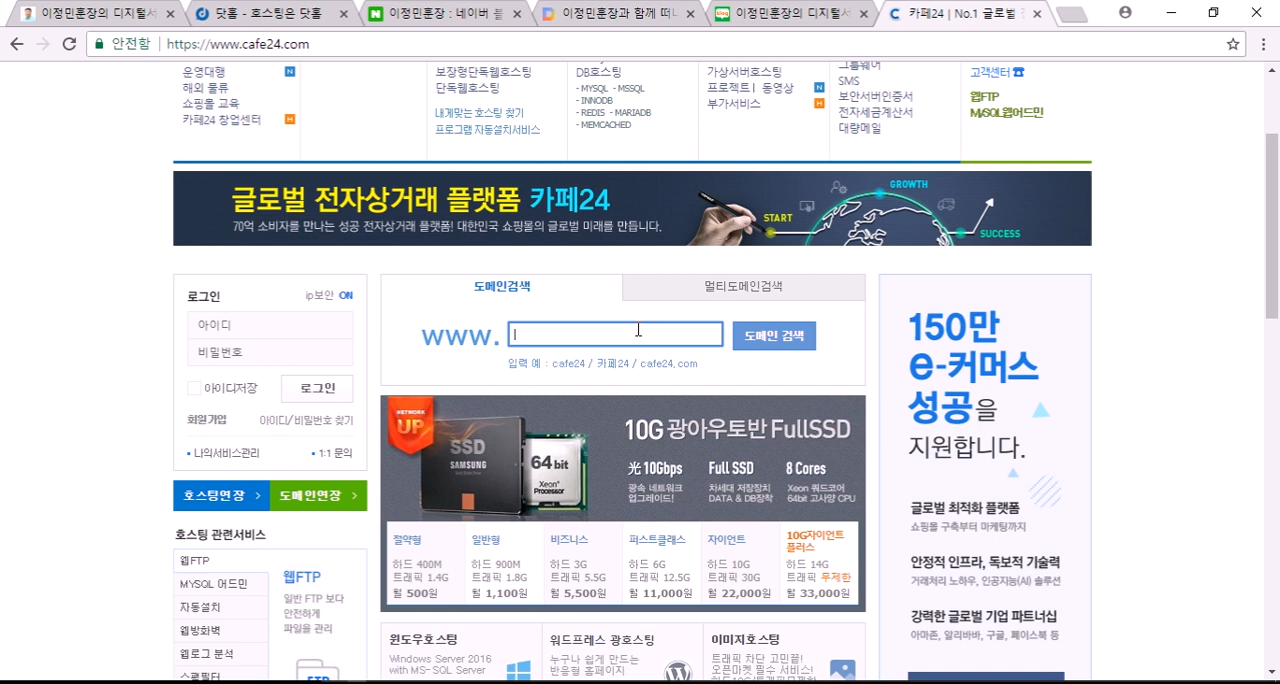 이정민훈장의 디지털서
닷홈 - 호스팅은 닷홈
이정민훈장 : 네이버 블
이정민훈장과 함께 떠나
이정민훈장의 디지털서
카페24 | No.1 글로벌
안전함 | https://www.cafe24.com
운영대행
해외 물류
쇼핑몰 교육
카페24 창업센터
보장형단독웹호스팅
단독웹호스팅
내게맞는 호스팅 찾기
프로그램 자동설치서비스
DB호스팅
- MYSQL - MSSQL
- INNODB
- REDIS - MARIADB
- MEMCACHED
가상서버호스팅
프로젝트 | 동영상
부가서비스
그룹웨어
SMS
보안서버인증서
전자세금계산서
대량메일
고객센터
웹FTP
MySQL웹어드민
글로벌 전자상거래 플랫폼 카페24
70억 소비자를 만나는 성공 전자상거래 플랫폼! 대한민국 쇼핑몰의 글로벌 미래를 만듭니다.
START
GROWTH
SUCCESS
로그인
ip보안 ON
아이디
비밀번호
아이디저장
로그인
회원가입
아이디/비밀번호 찾기
• 나의서비스관리
• 1:1 문의
호스팅연장 >
도메인연장 >
호스팅 관련서비스
웹FTP
MYSQL 어드민
자동설치
웹방화벽
웹로그 분석
스팸필터
웹FTP
일반 FTP 보다
안전하게
파일을 관리
FTP
도메인검색
멀티도메인검색
www.
도메인 검색
입력 예 : cafe24 / 카페24 / cafe24.com
NETWORK
UP
SSD
SAMSUNG
64 bit
Xeon
Processor
10G 광아우토반 FullSSD
光 10Gbps
광속 네트워크
업그레이드!
Full SSD
차세대 저장장치
DATA & DB장착
8 Cores
Xeon 쿼드코어
64bit 고사양 CPU
절약형
하드 400M
트래픽 1.4G
월 500원
일반형
하드 900M
트래픽 1.8G
월 1,100원
비즈니스
하드 3G
트래픽 5.5G
월 5,500원
퍼스트클래스
하드 6G
트래픽 12.5G
월 11,000원
자이언트
하드 10G
트래픽 30G
월 22,000원
10G자이언트
플러스
하드 14G
트래픽 무제한
월 33,000원
윈도우호스팅
Windows Server 2016
with MS-SQL Server
워드프레스 광호스팅
누구나 쉽게 만드는
반응형 홈페이지
이미지호스팅
트래픽 차단 고민끝!
오픈마켓 필수 서비스!
150만
e-커머스
성공을
지원합니다.
글로벌 최적화 플랫폼
쇼핑몰 구축부터 마케팅까지
안정적 인프라, 독보적 기술력
거래처리 노하우, 인공지능(AI) 솔루션
강력한 글로벌 기업 파트너십
아마존, 알리바바, 구글, 페이스북 등